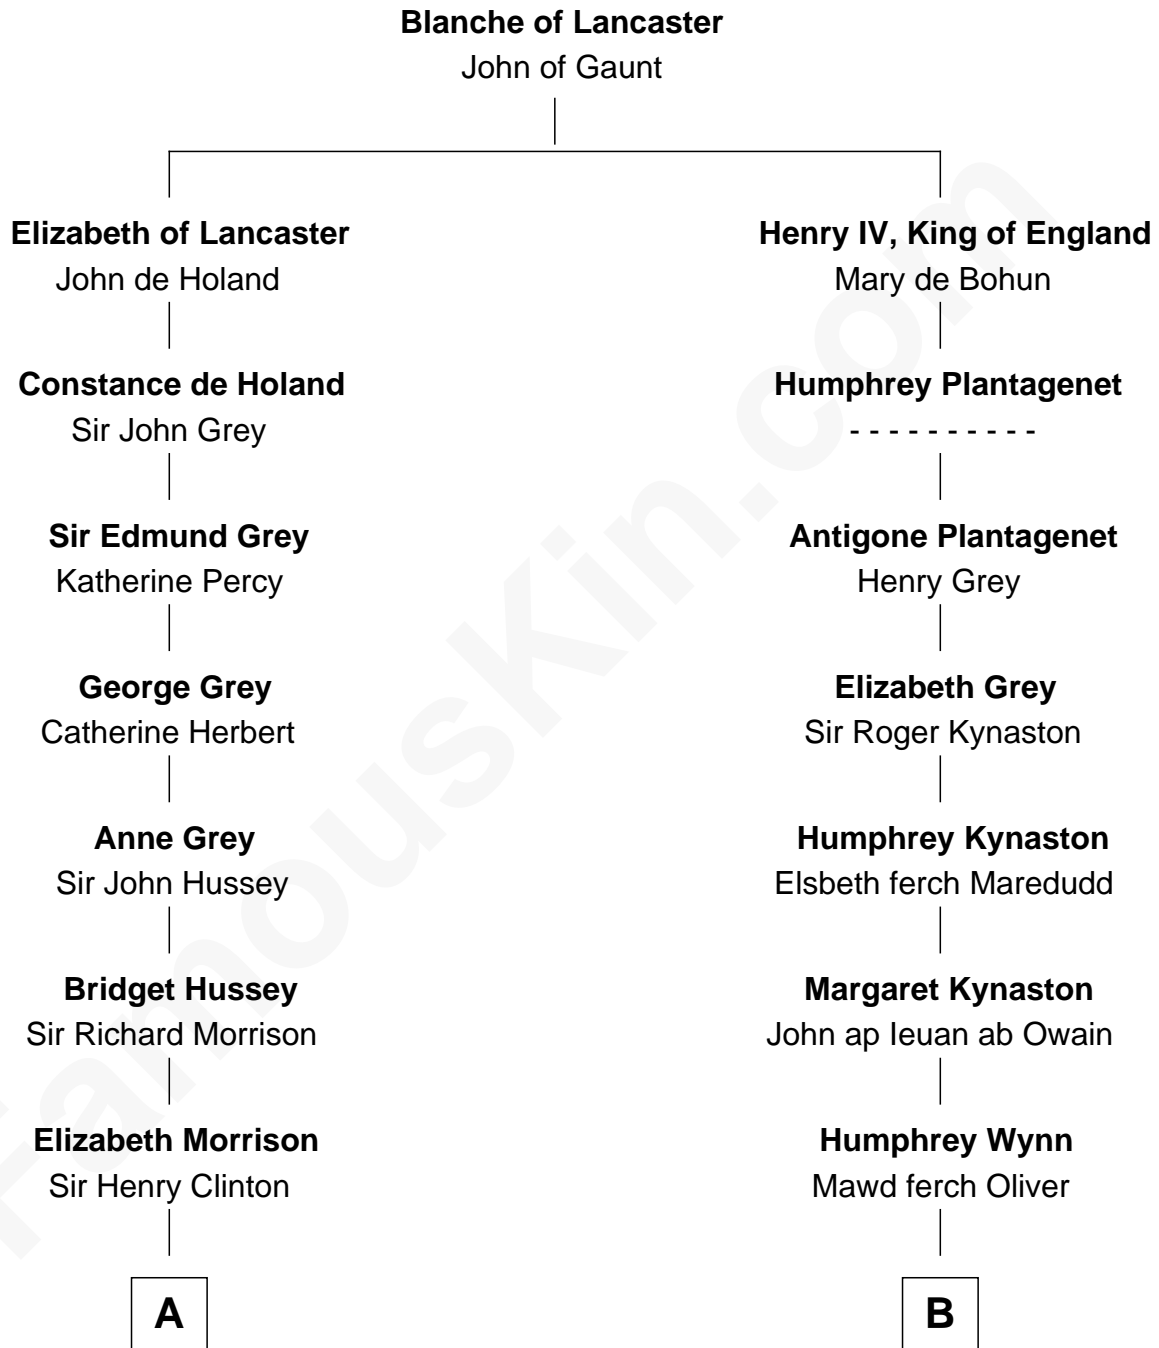 Blanche of Lancaster
John of Gaunt
Elizabeth of Lancaster
John de Holand
Henry IV, King of England
Mary de Bohun
Constance de Holand
Sir John Grey
Humphrey Plantagenet
- - - - - - - - - -
Sir Edmund Grey
Katherine Percy
Antigone Plantagenet
Henry Grey
George Grey
Catherine Herbert
Elizabeth Grey
Sir Roger Kynaston
Anne Grey
Sir John Hussey
Humphrey Kynaston
Elsbeth ferch Maredudd
Bridget Hussey
Sir Richard Morrison
Margaret Kynaston
John ap Ieuan ab Owain
Elizabeth Morrison
Sir Henry Clinton
Humphrey Wynn
Mawd ferch Oliver
A
B
FamousKin.com